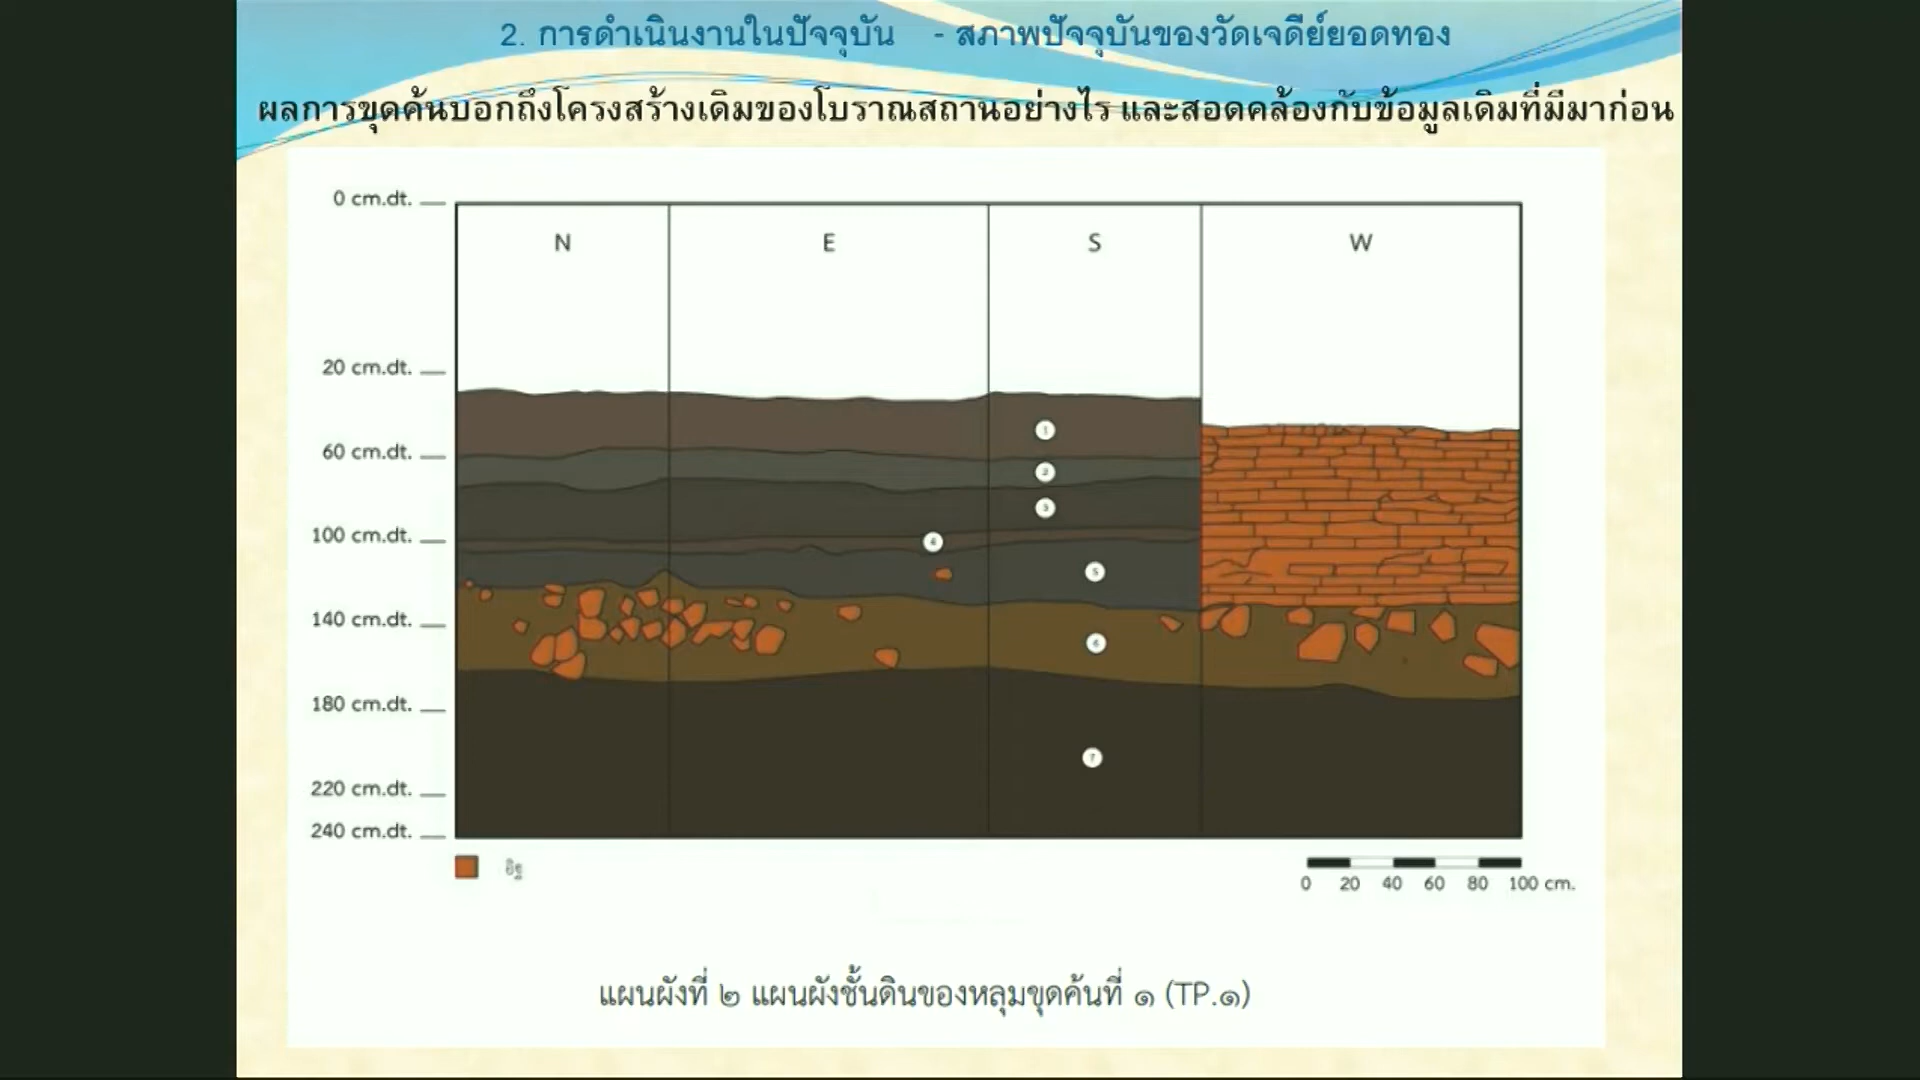 2. การดำเนินงานในปัจจุบัน - สภาพปัจจุบันของวัดเจดีย์ยอดทอง
ผลการขุดค้นบอกถึงโครงสร้างเดิมของโบราณสถานอย่างไร และสอดคล้องกับข้อมูลเดิมที่มีมาก่อน
0 cm.dt.
N E S W
20 cm.dt.
1
60 cm.dt.
2
3
100 cm.dt.
4
5
140 cm.dt.
6
180 cm.dt.
7
220 cm.dt.
240 cm.dt.
อิฐ
0 20 40 60 80 100 cm.
แผนผังที่ ๒ แผนผังชั้นดินของหลุมขุดค้นที่ ๑ (TP.๑)